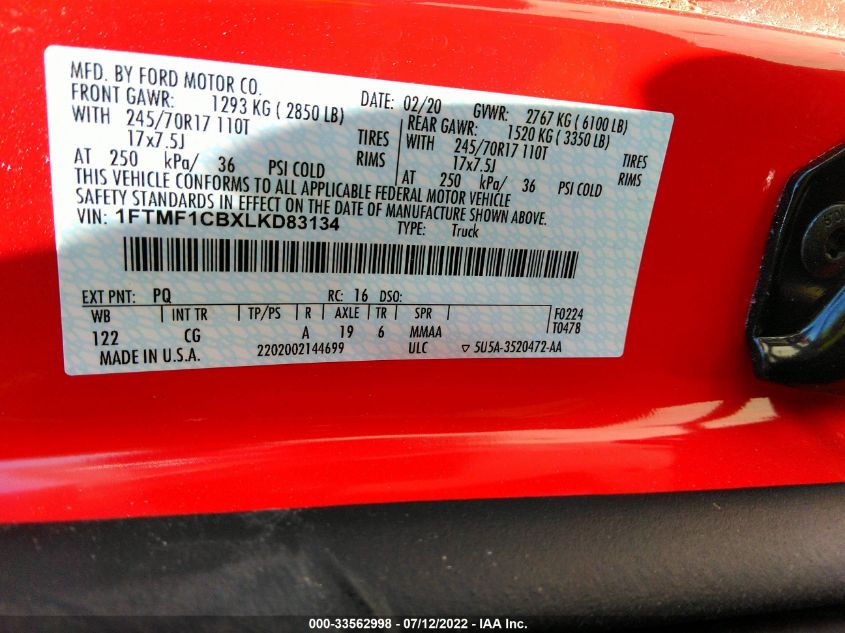 MFD. BY FORD MOTOR CO.
DATE: 02/20 GVWR: 2767 KG ( 6100 LB)
FRONT GAWR: 1293 KG ( 2850 LB)
REAR GAWR: 1520 KG ( 3350 LB)
WITH 245/70R17 110T TIRES
WITH 245/70R17 110T TIRES
17x7.5J RIMS
17x7.5J RIMS
AT 250 kPa/ 36 PSI COLD
AT 250 kPa/ 36 PSI COLD
THIS VEHICLE CONFORMS TO ALL APPLICABLE FEDERAL MOTOR VEHICLE
SAFETY STANDARDS IN EFFECT ON THE DATE OF MANUFACTURE SHOWN ABOVE.
VIN: 1FTMF1CBXLKD83134 TYPE: Truck
EXT PNT: PQ RC: 16 DSO:
WB INT TR TP/PS R AXLE TR SPR F0224
122 CG A 19 6 MMAA T0478
MADE IN U.S.A. 2202002144699 ULC ▽ 5U5A-3520472-AA
000-33562998 - 07/12/2022 - IAA Inc.